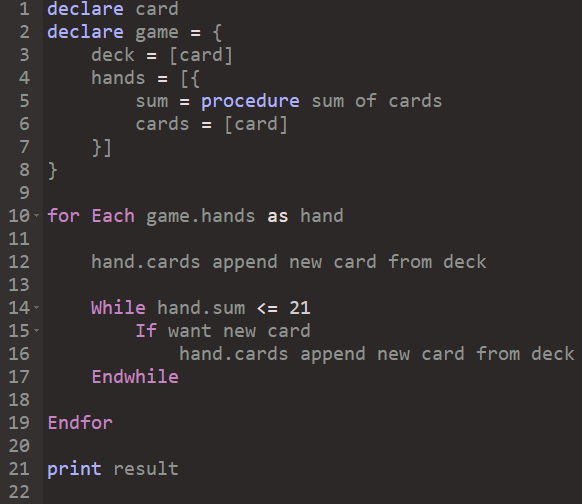 1 declare card
2 declare game = {
3     deck = [card]
4     hands = [{
5         sum = procedure sum of cards
6         cards = [card]
7     }]
8 }
9
10 for Each game.hands as hand
11
12     hand.cards append new card from deck
13
14     While hand.sum <= 21
15         If want new card
16             hand.cards append new card from deck
17     Endwhile
18
19 Endfor
20
21 print result
22